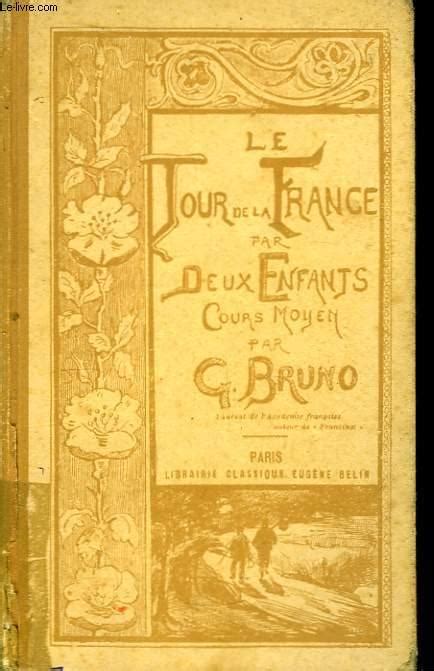 Le-livre.com
LE
TOUR DE LA FRANCE
PAR
DEUX ENFANTS
COURS MOYEN
PAR
G. BRUNO
Lauréat de l'Académie française
auteur de « Francinet »
PARIS
LIBRAIRIE CLASSIQUE EUGÈNE BELIN